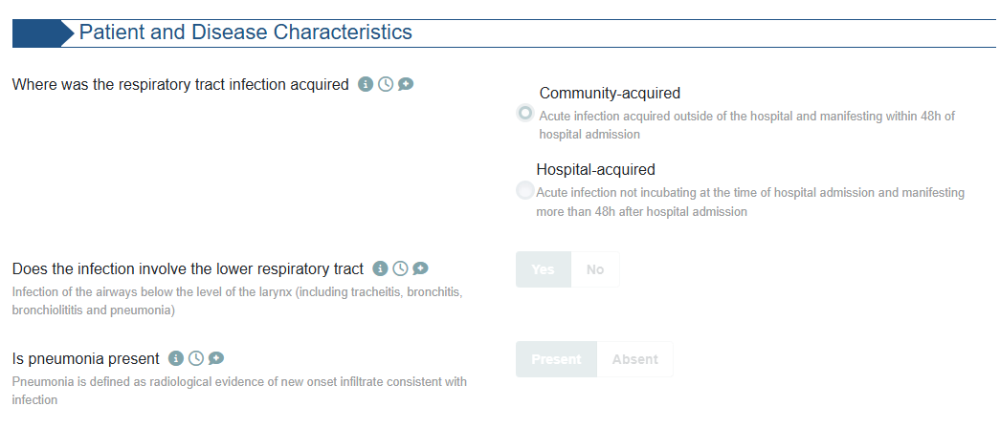 Patient and Disease Characteristics
Where was the respiratory tract infection acquired
Community-acquired
Acute infection acquired outside of the hospital and manifesting within 48h of
hospital admission
Hospital-acquired
Acute infection not incubating at the time of hospital admission and manifesting
more than 48h after hospital admission
Does the infection involve the lower respiratory tract
Yes No
Infection of the airways below the level of the larynx (including tracheitis, bronchitis,
bronchiolititis and pneumonia)
Is pneumonia present
Present Absent
Pneumonia is defined as radiological evidence of new onset infiltrate consistent with
infection